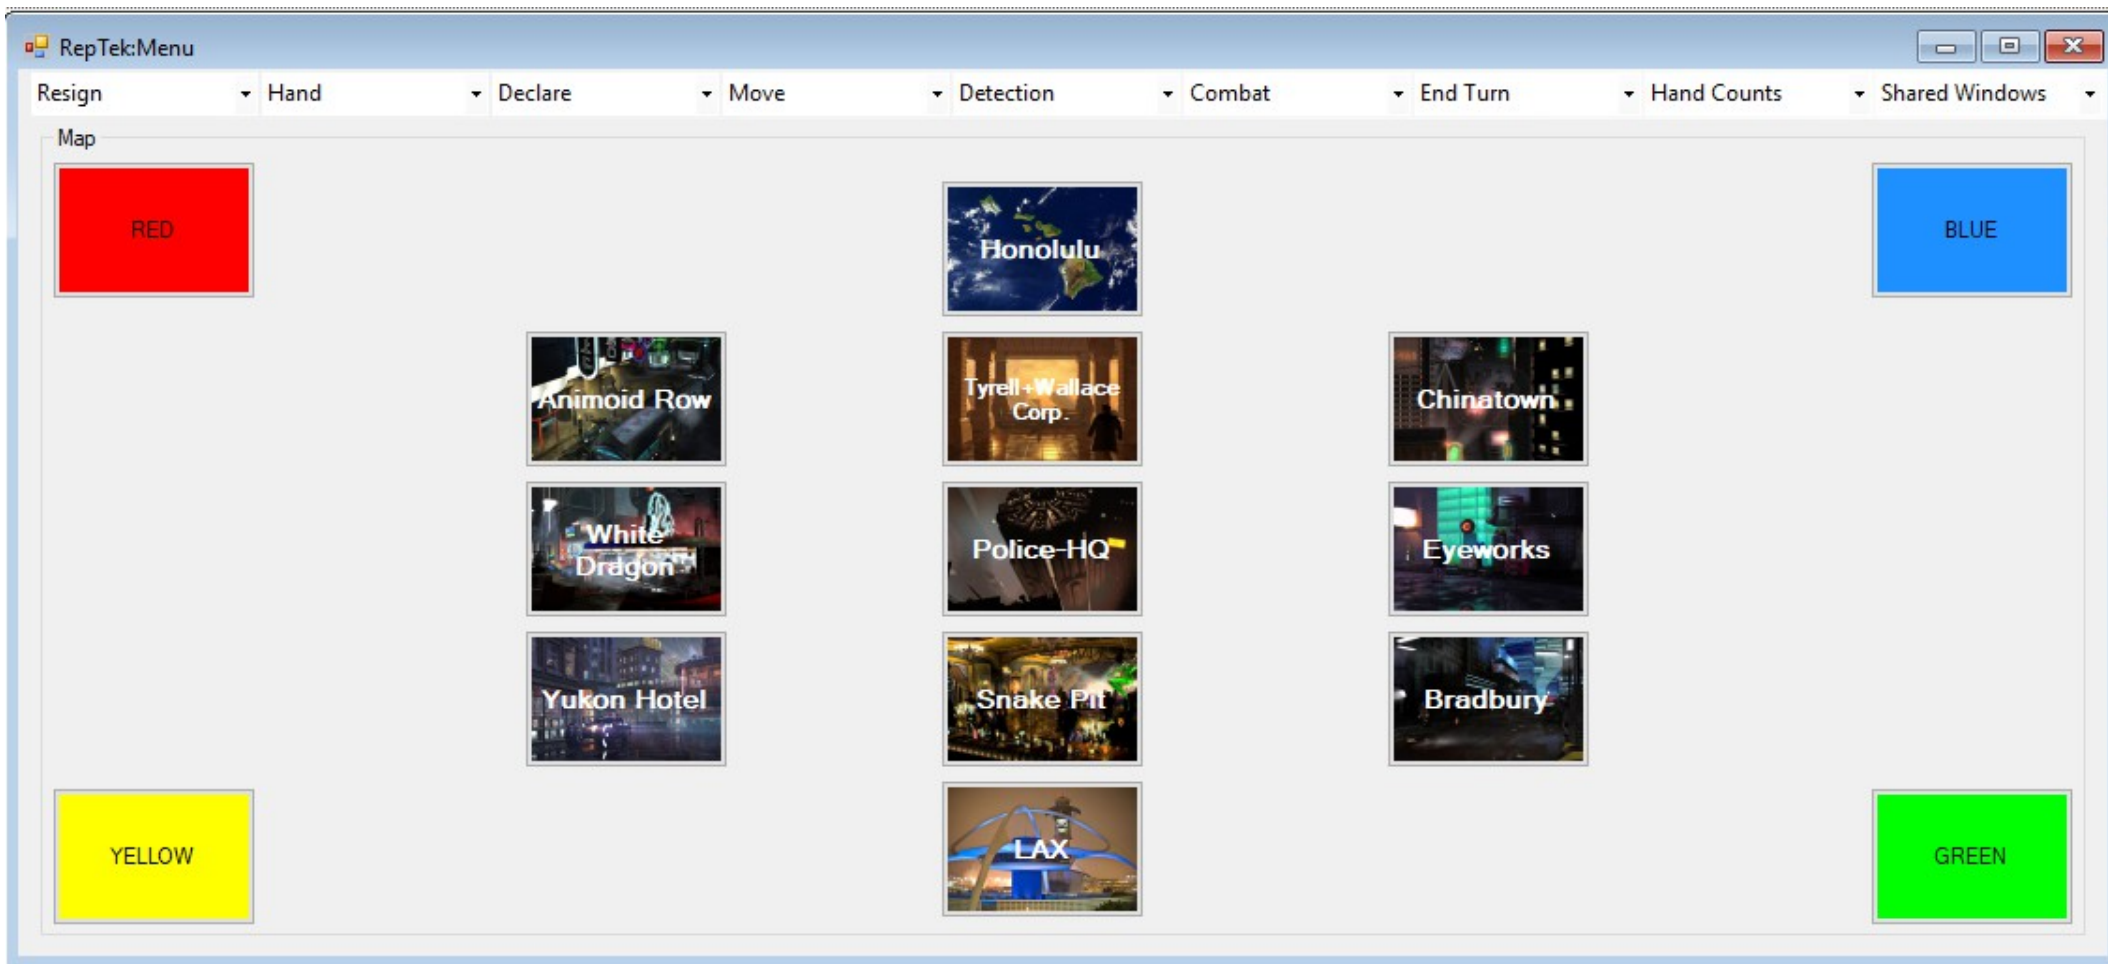 RepTek:Menu
Resign Hand Declare Move Detection Combat End Turn Hand Counts Shared Windows
Map
RED
BLUE
Honolulu
Animoid Row
Tyrell+Wallace
Corp.
Chinatown
White
Dragon
Police-HQ
Eyeworks
Yukon Hotel
Snake Pit
Bradbury
YELLOW
LAX
GREEN